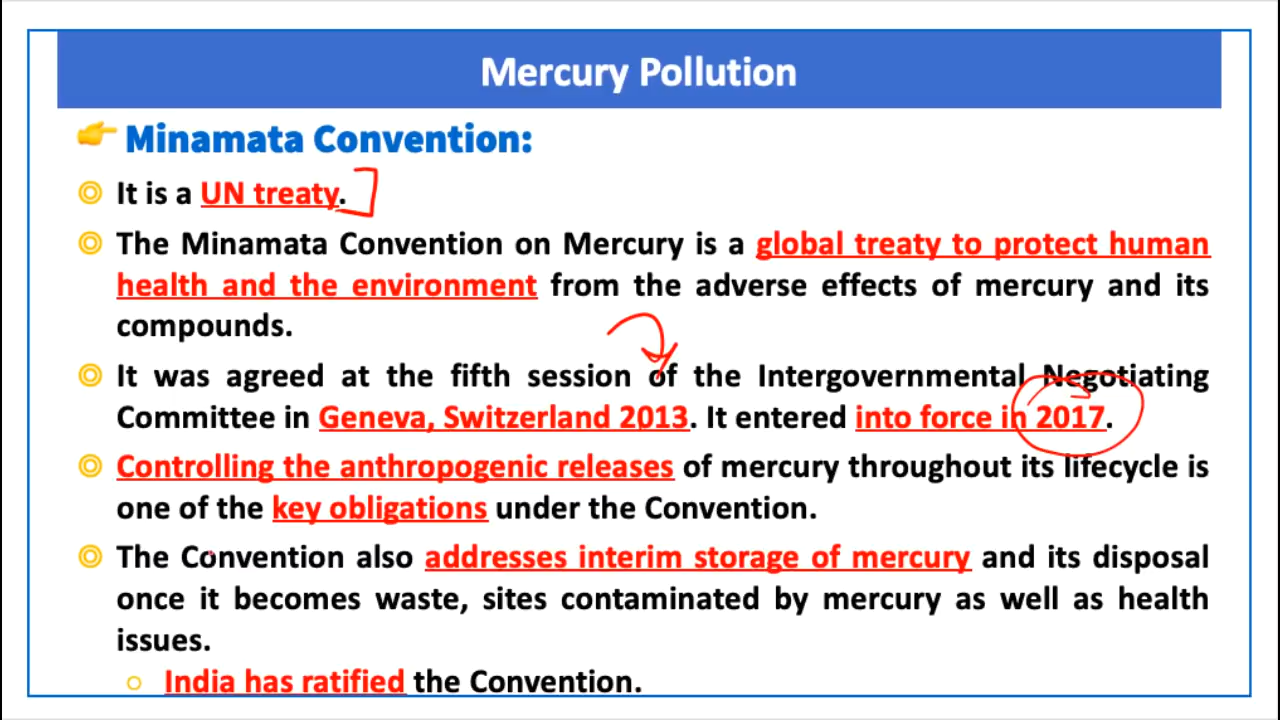 Mercury Pollution
Minamata Convention:
It is a UN treaty.
The Minamata Convention on Mercury is a global treaty to protect human
health and the environment from the adverse effects of mercury and its
compounds.
It was agreed at the fifth session of the Intergovernmental Negotiating
Committee in Geneva, Switzerland 2013. It entered into force in 2017.
Controlling the anthropogenic releases of mercury throughout its lifecycle is
one of the key obligations under the Convention.
The Convention also addresses interim storage of mercury and its disposal
once it becomes waste, sites contaminated by mercury as well as health
issues.
India has ratified the Convention.